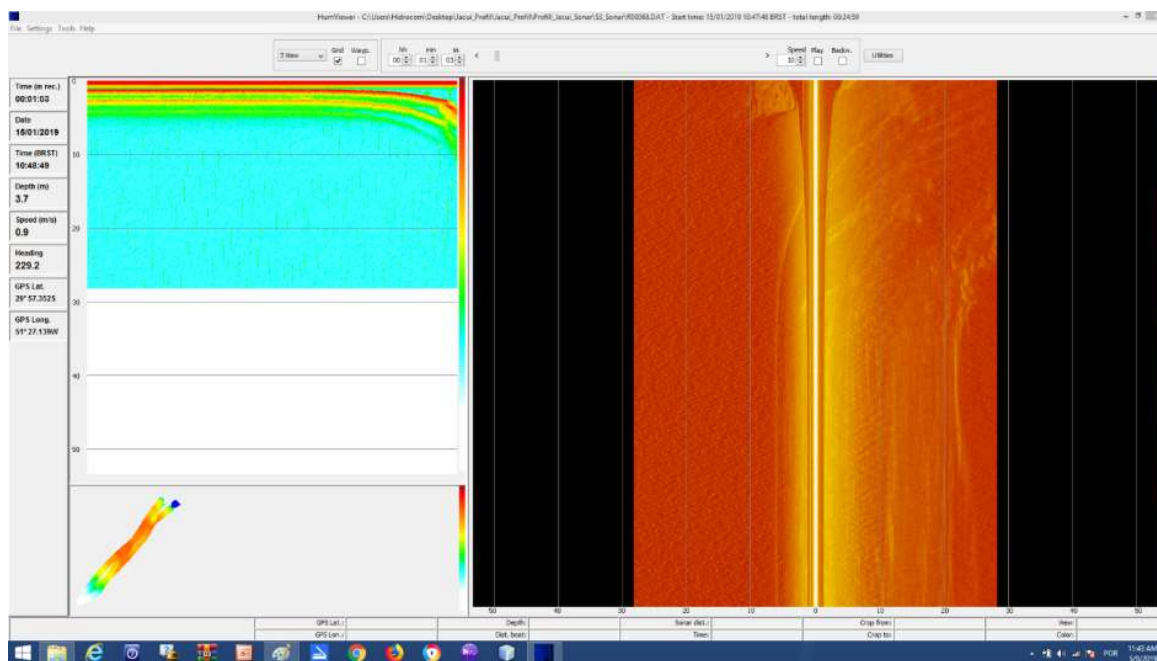 HumViewer - C:\Users\Hidrocom\Desktop\Jacui_Profil\Jacui_Profil\Profill_Jacui_Sonar\S3_Sonar\R00068.DAT - Start time: 15/01/2019 10:47:46 BRST - total length: 00:24:59
File Settings Tools Help
3 View Grid Wayp. hh min ss < > Speed Play Backw. Utilities
00 01 03 10
Time (in rec.)
00:01:03
Date
15/01/2019
Time (BRST)
10:48:49
Depth (m)
3.7
Speed (m/s)
0.9
Heading
229.2
GPS Lat.
29° 57.352S
GPS Long.
51° 27.139W
0
10
20
30
40
50
50 40 30 20 10 0 10 20 30 40 50
GPS Lat.: Depth: Sonar dist.: Crop from: View:
GPS Lon.: Dist. boat: Time: Crop to: Color:
POR 11:43 AM